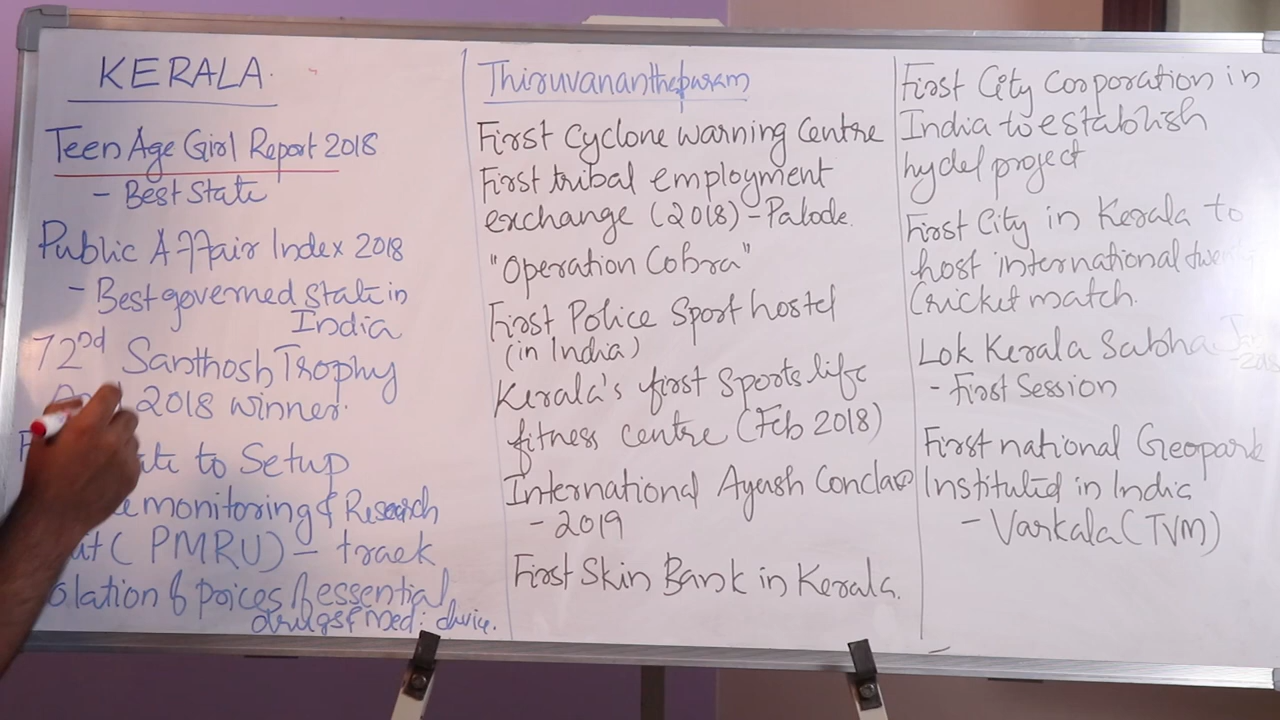 KERALA.
Teen Age Girl Report 2018
- Best State
Public Affair Index 2018
- Best governed state in
India
72nd Santhosh Trophy
2018 winner.
to Setup
monitoring & Research
(PMRU) - track
of prices of essential
drugs & med: device.
Thiruvananthapuram
First Cyclone warning Centre
First tribal employment
exchange (2018) - Palode.
"Operation Cobra"
First Police Sport hostel
(in India)
Kerala's first Sports life
fitness centre (Feb 2018)
International Ayush Conclave
- 2019
First Skin Bank in Kerala.
First City Corporation in
India to establish
hydel project
First City in Kerala to
host international twenty
Cricket match.
Lok Kerala Sabha
- First Session
First national Geopark
Instituted in India
- Varkala (TVM)